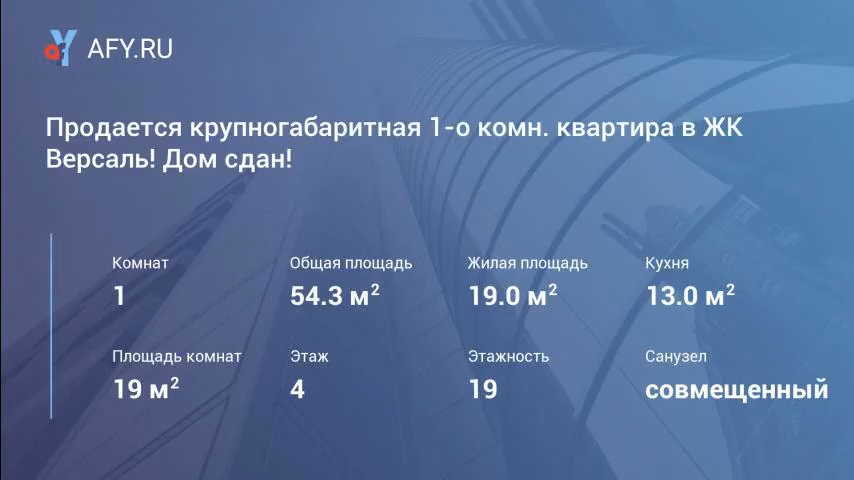 AFY.RU
Продается крупногабаритная 1-о комн. квартира в ЖК
Версаль! Дом сдан!
Комнат
1
Общая площадь
54.3 м²
Жилая площадь
19.0 м²
Кухня
13.0 м²
Площадь комнат
19 м²
Этаж
4
Этажность
19
Санузел
совмещенный